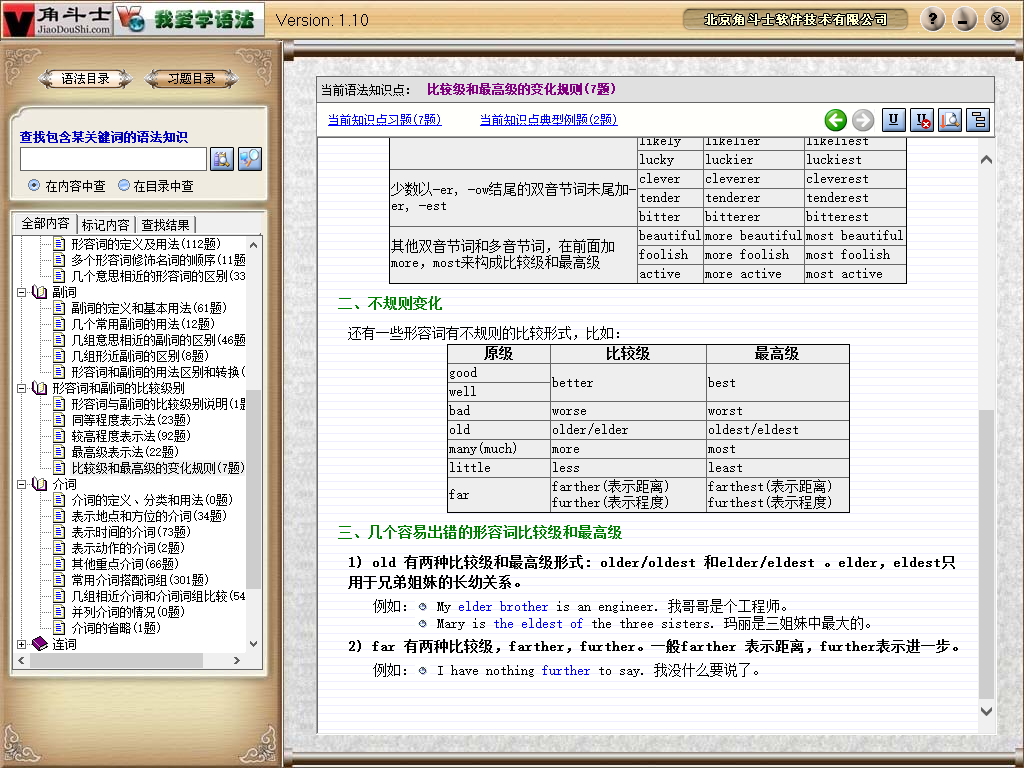 角斗士
JiaoDouShi.com
我爱学语法
Version: 1.10
北京角斗士软件技术有限公司
语法目录
习题目录
查找包含某关键词的语法知识
在内容中查
在目录中查
全部内容
标记内容
查找结果
形容词的定义及用法(112题)
多个形容词修饰名词的顺序(11题
几个意思相近的形容词的区别(33
副词
副词的定义和基本用法(61题)
几个常用副词的用法(12题)
几组意思相近的副词的区别(46题
几组形近副词的区别(8题)
形容词和副词的用法区别和转换(
形容词和副词的比较级别
形容词与副词的比较级别说明(1题
同等程度表示法(23题)
较高程度表示法(92题)
最高级表示法(22题)
比较级和最高级的变化规则(7题)
介词
介词的定义、分类和用法(0题)
表示地点和方位的介词(34题)
表示时间的介词(73题)
表示动作的介词(2题)
其他重点介词(66题)
常用介词搭配词组(301题)
几组相近介词和介词词组比较(54
并列介词的情况(0题)
介词的省略(1题)
连词
当前语法知识点： 比较级和最高级的变化规则(7题)
当前知识点习题(7题)
当前知识点典型例题(2题)
likely likelier likeliest
lucky luckier luckiest
少数以-er, -ow结尾的双音节词末尾加-er, -est
clever cleverer cleverest
tender tenderer tenderest
bitter bitterer bitterest
其他双音节词和多音节词，在前面加more，most来构成比较级和最高级
beautiful more beautiful most beautiful
foolish more foolish most foolish
active more active most active
二、不规则变化
还有一些形容词有不规则的比较形式，比如：
原级 比较级 最高级
good better best
well
bad worse worst
old older/elder oldest/eldest
many(much) more most
little less least
far farther(表示距离) farthest(表示距离)
further(表示程度) furthest(表示程度)
三、几个容易出错的形容词比较级和最高级
1) old 有两种比较级和最高级形式：older/oldest 和elder/eldest 。elder，eldest只
用于兄弟姐妹的长幼关系。
例如： My elder brother is an engineer. 我哥哥是个工程师。
Mary is the eldest of the three sisters. 玛丽是三姐妹中最大的。
2) far 有两种比较级，farther，further。一般farther 表示距离，further表示进一步。
例如： I have nothing further to say. 我没什么要说了。